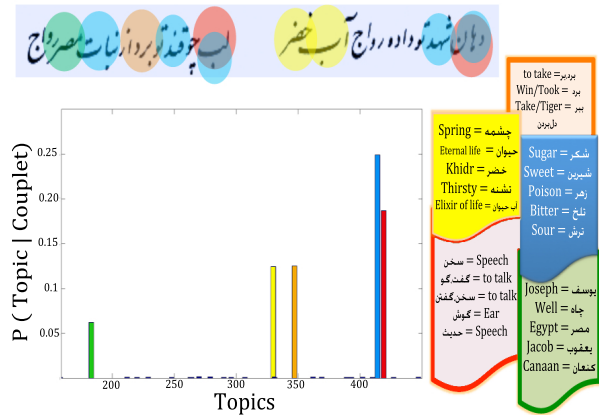 دهان شهد تو داده رواج آب خضر
لب چو قند تو برد از نبات مصر رواج
P ( Topic | Couplet)
0.25
0.2
0.15
0.1
0.05
200
250
300
350
400
Topics
to take = برد,بر
Win/Took = برد
Take/Tiger = ببر
دل‌بردن
Spring = چشمه
Eternal life = حیوان
Khidr = خضر
Thirsty = تشنه
Elixir of life = آب حیوان
Sugar = شکر
Sweet = شیرین
Poison = زهر
Bitter = تلخ
Sour = ترش
سخن = Speech
گفت,گو = to talk
سخن,گفتن = to talk
گوش = Ear
حدیث = Speech
Joseph = یوسف
Well = چاه
Egypt = مصر
Jacob = یعقوب
Canaan = کنعان